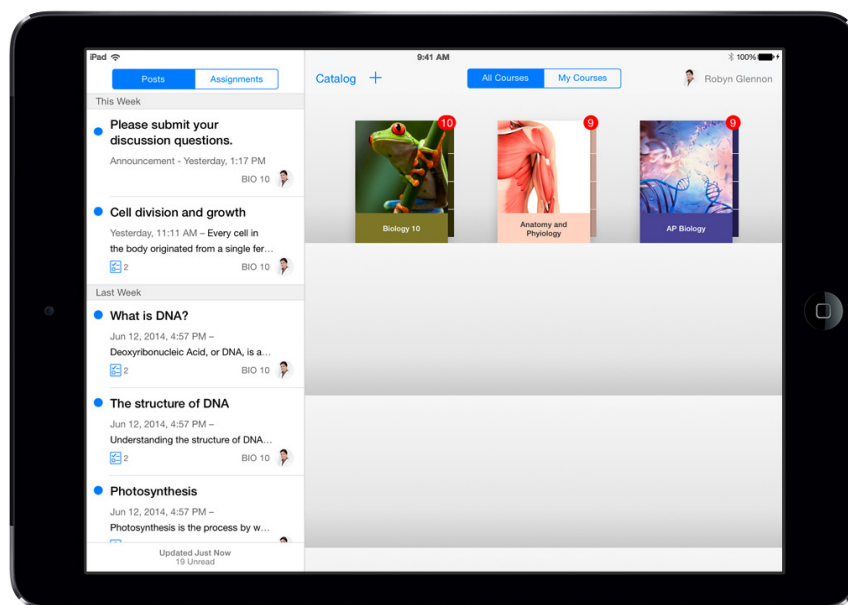 iPad
9:41 AM
100%
Posts
Assignments
Catalog
+
All Courses
My Courses
Robyn Glennon
This Week
Please submit your
discussion questions.
Announcement - Yesterday, 1:17 PM
BIO 10
Cell division and growth
Yesterday, 11:11 AM – Every cell in
the body originated from a single fer...
2
BIO 10
Last Week
What is DNA?
Jun 12, 2014, 4:57 PM –
Deoxyribonucleic Acid, or DNA, is a...
2
BIO 10
The structure of DNA
Jun 12, 2014, 4:57 PM –
Understanding the structure of DNA...
2
BIO 10
Photosynthesis
Jun 12, 2014, 4:57 PM –
Photosynthesis is the process by w...
Updated Just Now
19 Unread
10
Biology 10
9
Anatomy and
Phyiology
9
AP Biology